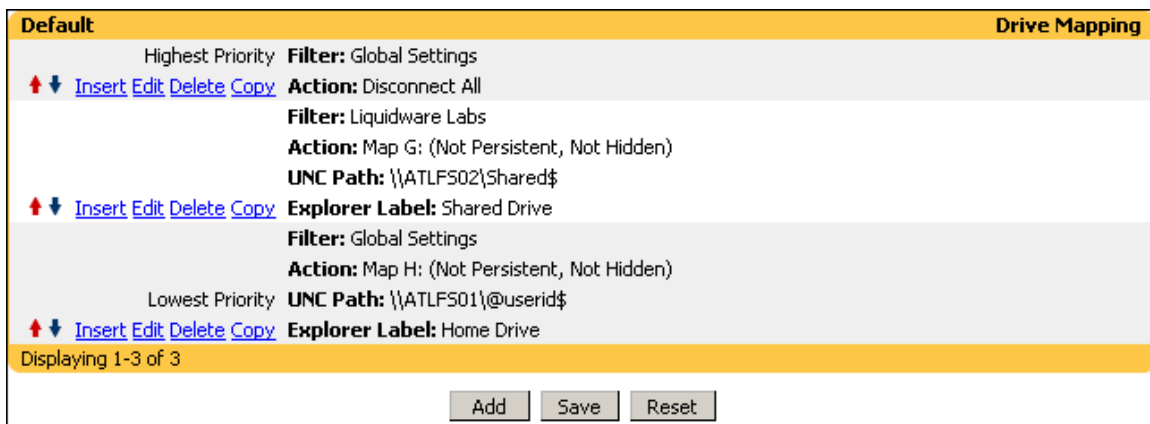 Default Drive Mapping
Highest Priority Filter: Global Settings
Insert Edit Delete Copy Action: Disconnect All
Filter: Liquidware Labs
Action: Map G: (Not Persistent, Not Hidden)
UNC Path: \\ATLFS02\Shared$
Insert Edit Delete Copy Explorer Label: Shared Drive
Filter: Global Settings
Action: Map H: (Not Persistent, Not Hidden)
Lowest Priority UNC Path: \\ATLFS01\@userid$
Insert Edit Delete Copy Explorer Label: Home Drive
Displaying 1-3 of 3
Add Save Reset